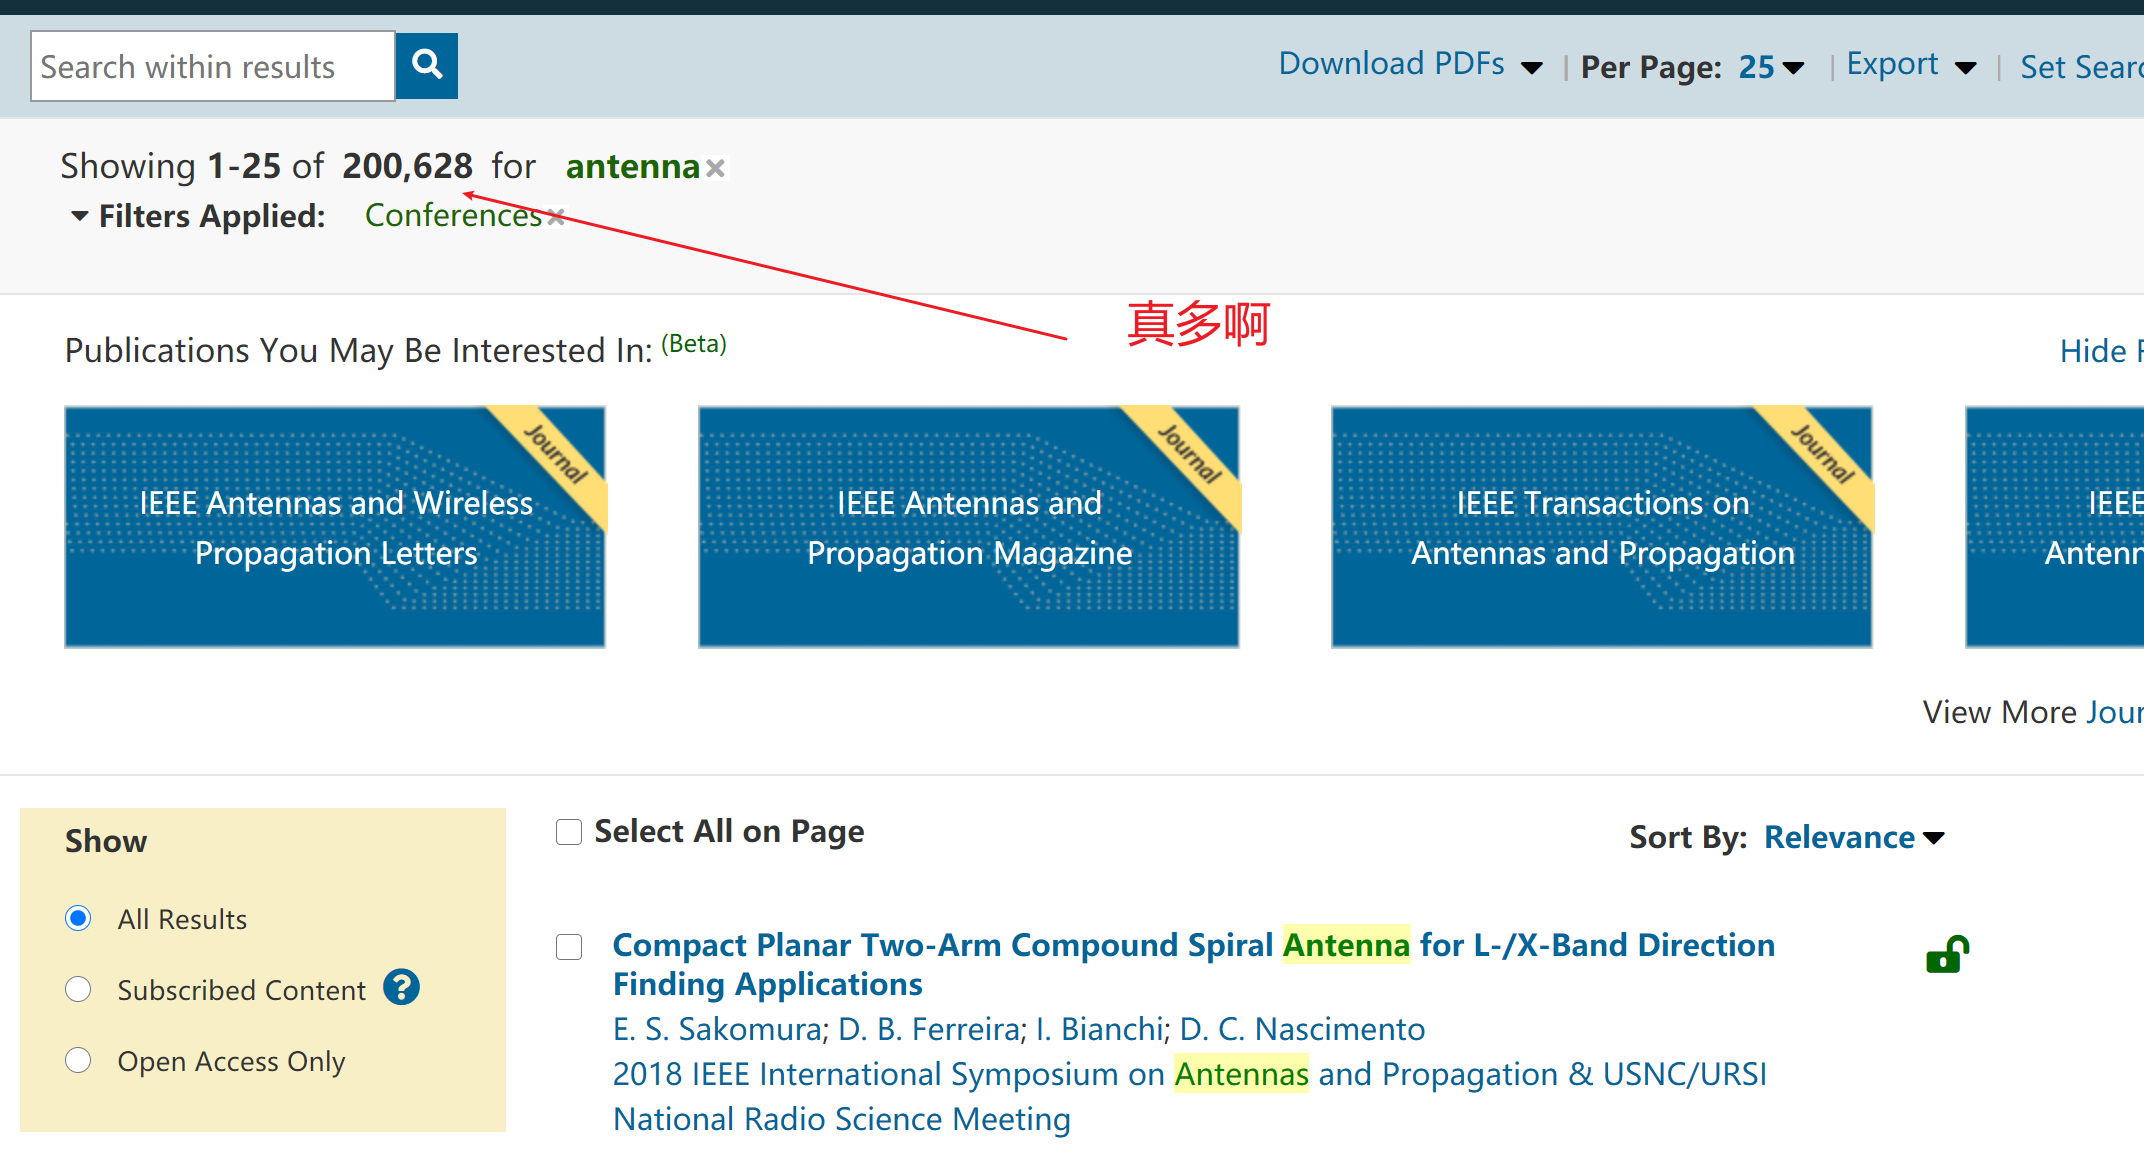 Search within results
Download PDFs | Per Page: 25 | Export | Set Searc
Showing 1-25 of 200,628 for antenna ×
Filters Applied: Conferences ×
真多啊
Publications You May Be Interested In: (Beta)
Hide
Journal
IEEE Antennas and Wireless
Propagation Letters
Journal
IEEE Antennas and
Propagation Magazine
Journal
IEEE Transactions on
Antennas and Propagation
IEEE
Antenn
View More Jour
Show
All Results
Subscribed Content ?
Open Access Only
Select All on Page
Sort By: Relevance
Compact Planar Two-Arm Compound Spiral Antenna for L-/X-Band Direction
Finding Applications
E. S. Sakomura; D. B. Ferreira; I. Bianchi; D. C. Nascimento
2018 IEEE International Symposium on Antennas and Propagation & USNC/URSI
National Radio Science Meeting